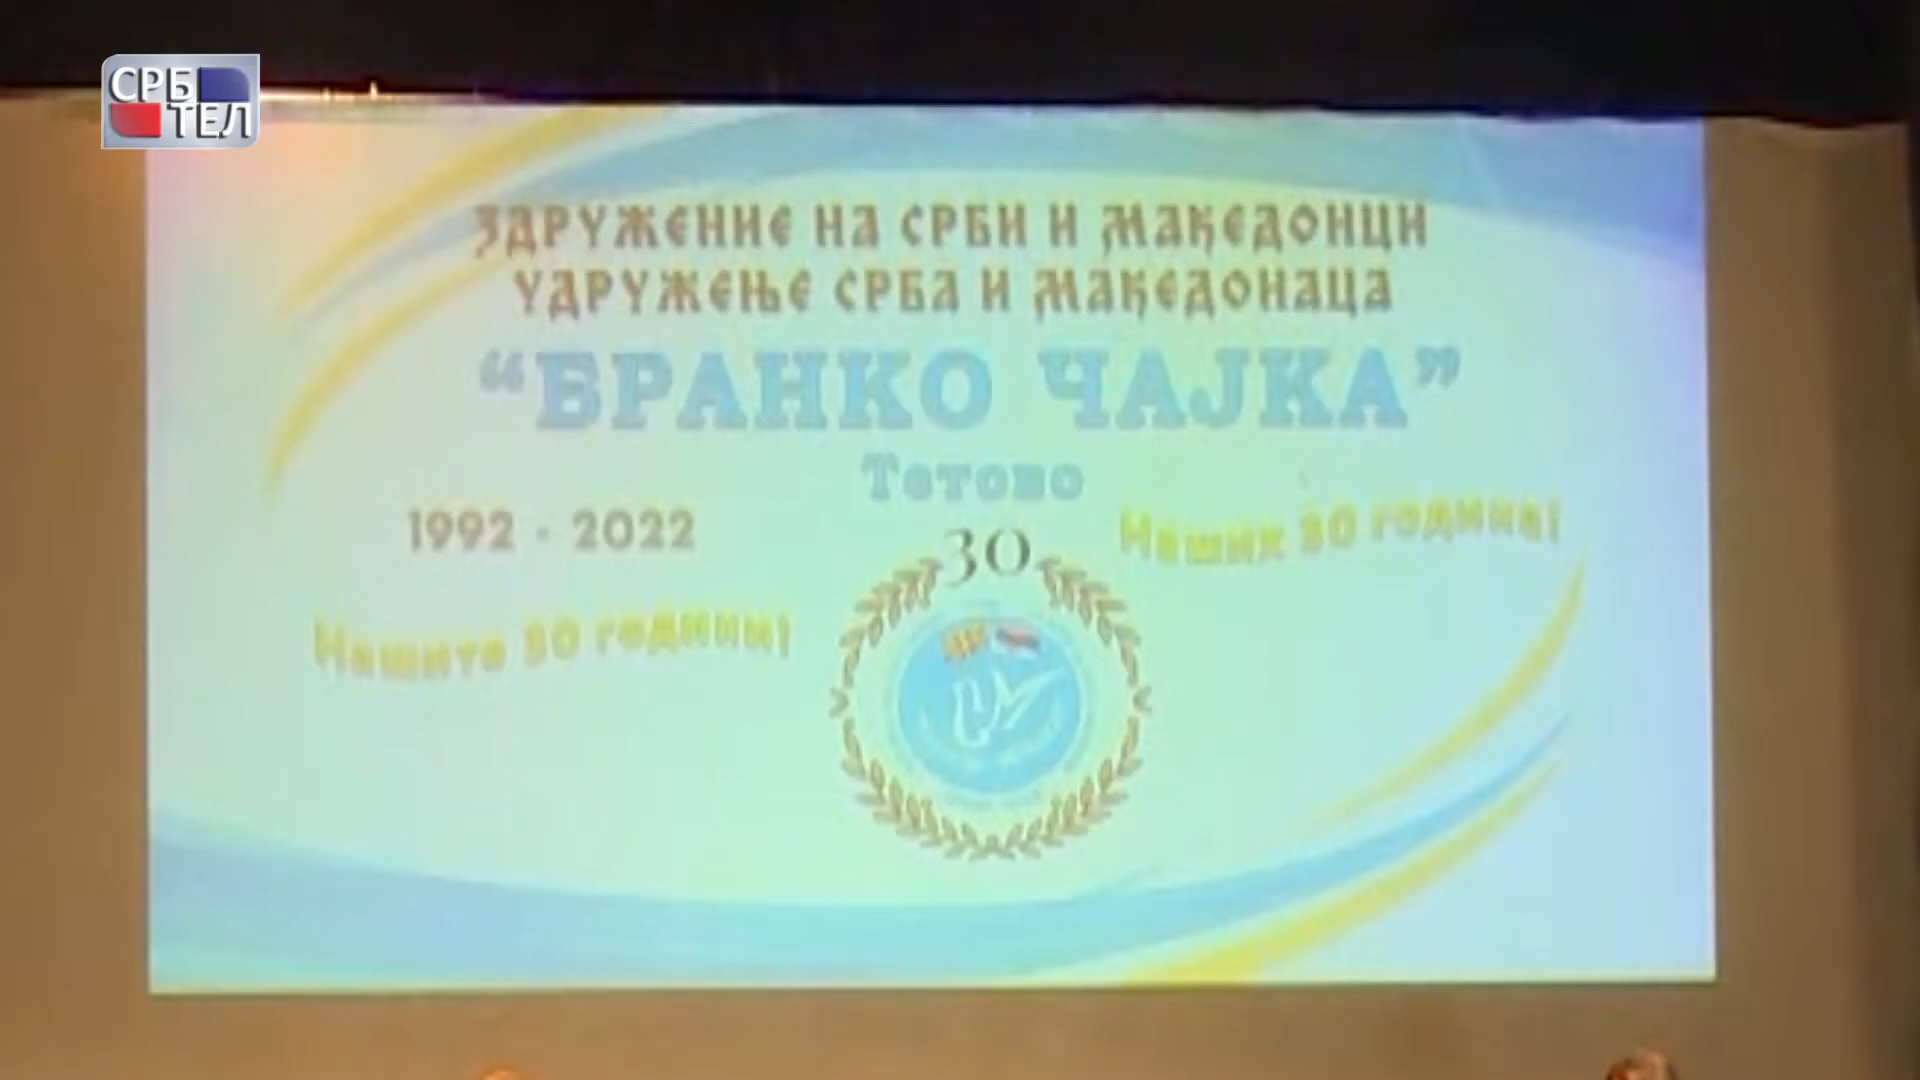 СРБ
ТЕЛ
ЗДРУЖЕНИЕ НА СРБИ И МАКЕДОНЦИ
УДРУЖЕЊЕ СРБА И МАКЕДОНАЦА
“БРАНКО ЧАЈКА”
Тетово
1992 - 2022
30
Наших 30 година!
Нашите 30 години!